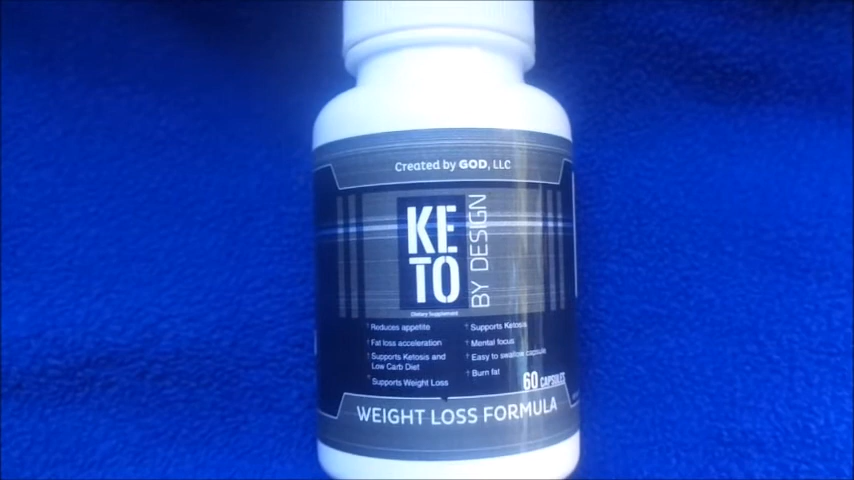 Created by GOD, LLC
KE
TO
BY DESIGN
Dietary Supplement
Reduces appetite
Fat loss acceleration
Supports Ketosis and
Low Carb Diet
Supports Weight Loss
Supports Ketosis
Mental focus
Easy to swallow capsule
Burn fat
60 CAPSULES
WEIGHT LOSS FORMULA